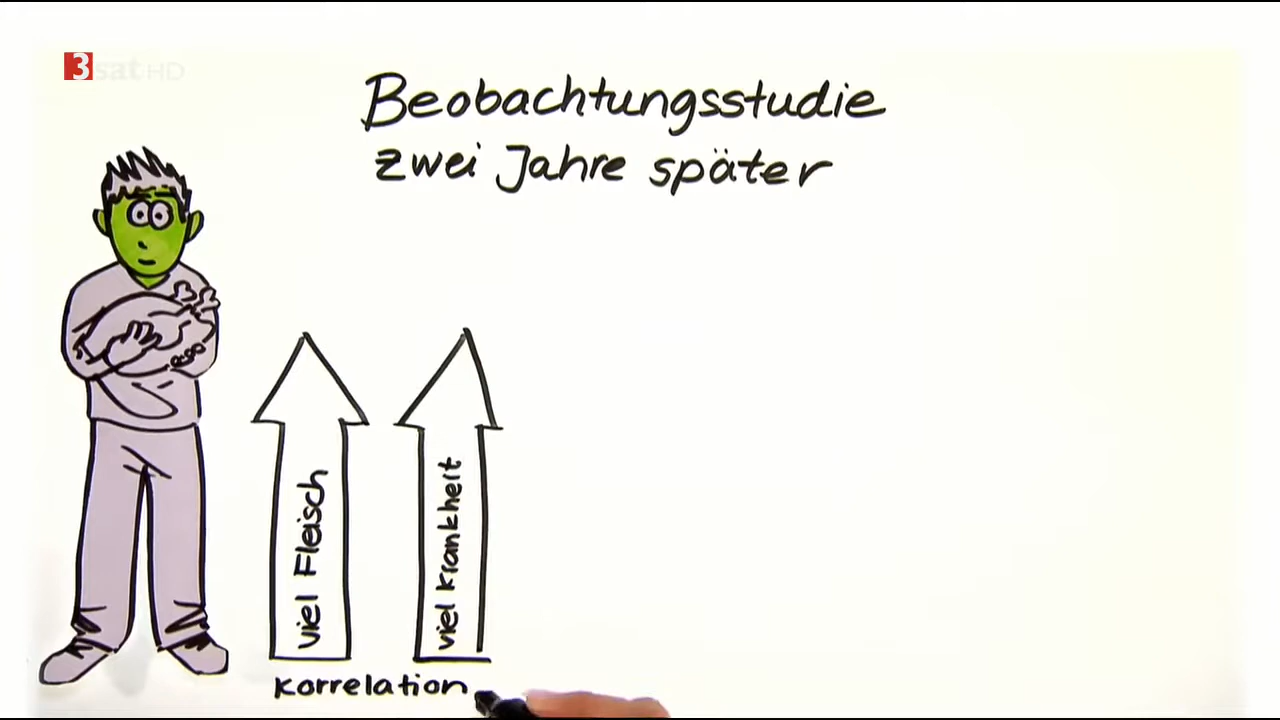 3sat HD
Beobachtungsstudie
zwei Jahre später
viel Fleisch
viel Krankheit
Korrelation